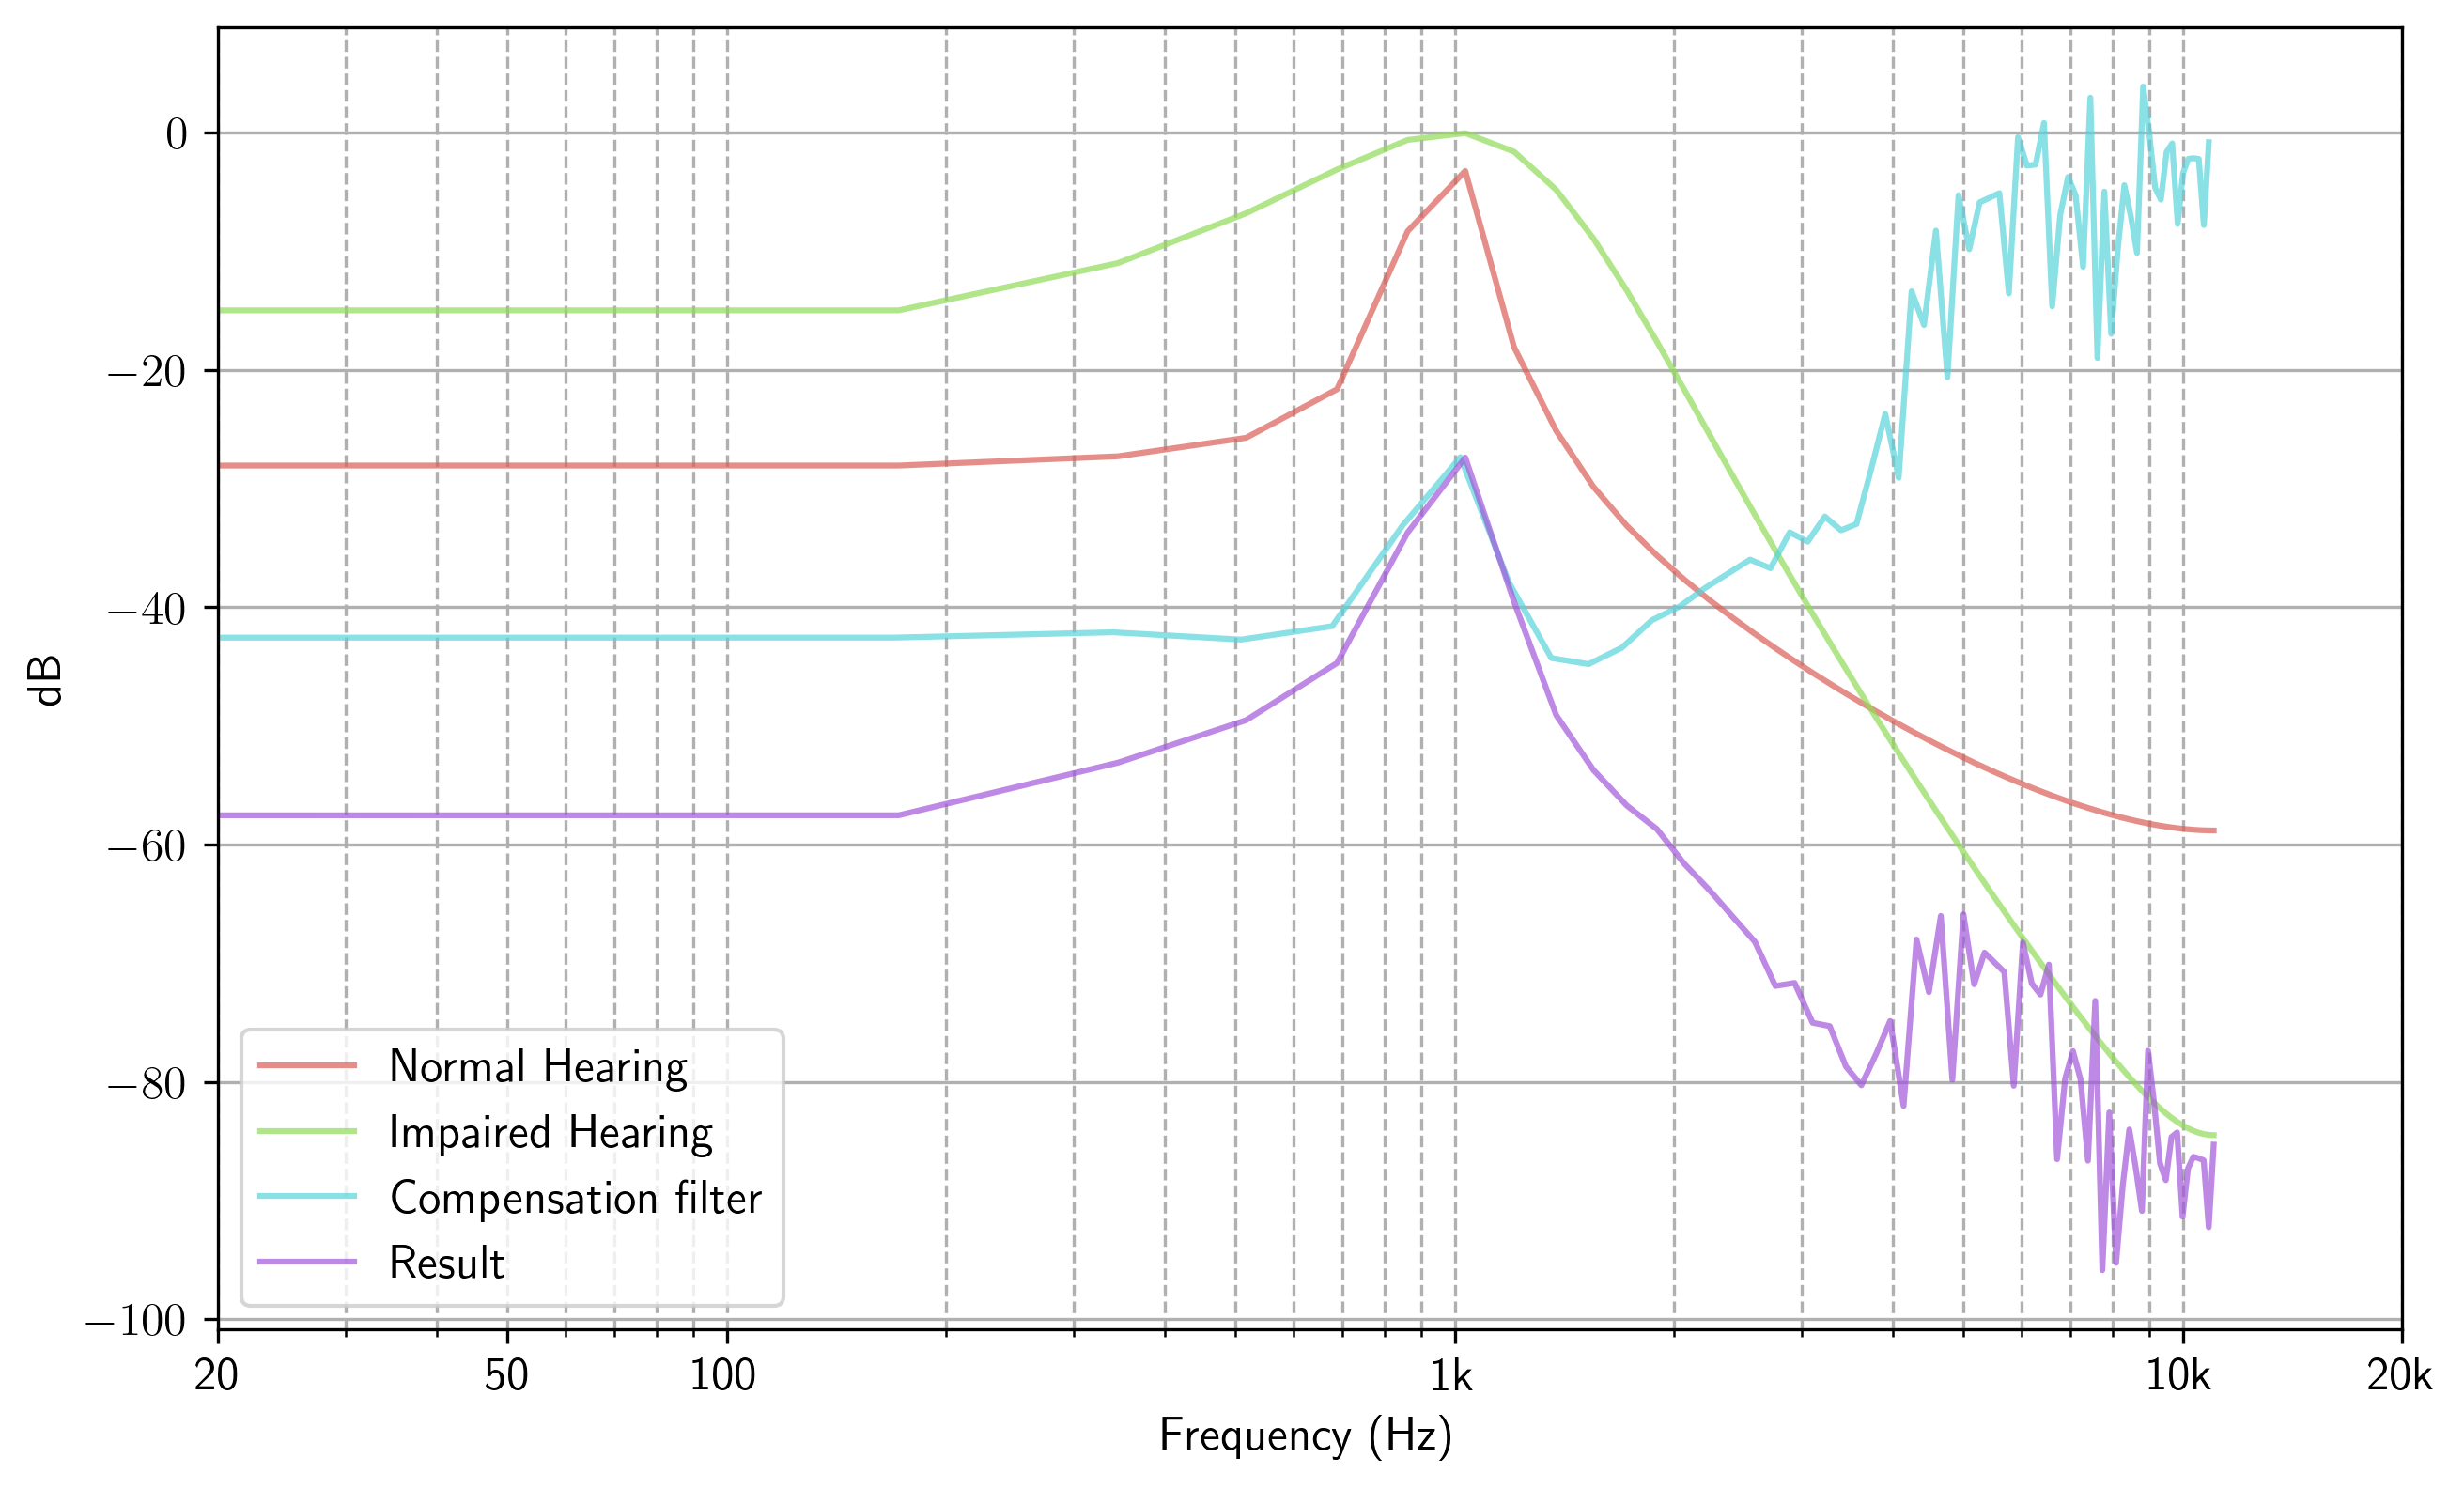 0
−20
−40
−60
−80
−100
dB
Normal Hearing
Impaired Hearing
Compensation filter
Result
20 50 100 1k 10k 20k
Frequency (Hz)